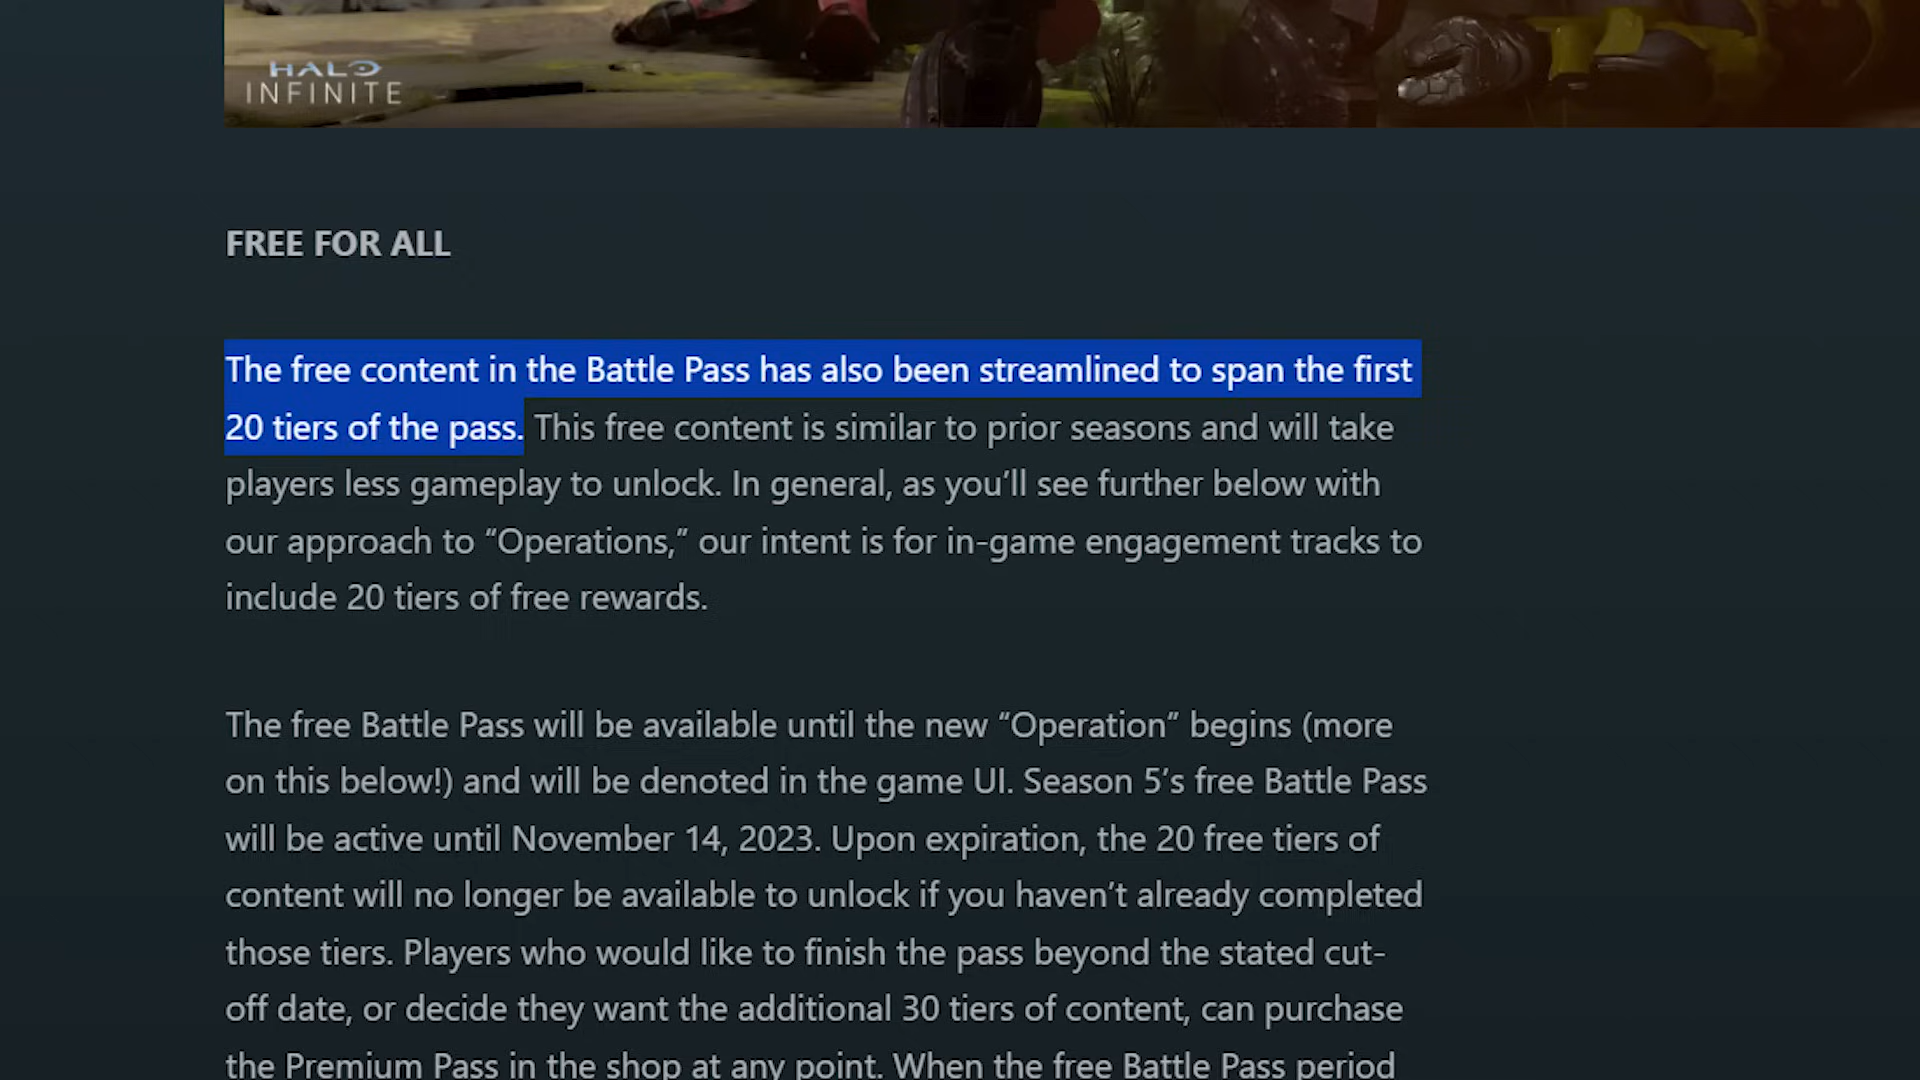 HALO
INFINITE
FREE FOR ALL
The free content in the Battle Pass has also been streamlined to span the first
20 tiers of the pass. This free content is similar to prior seasons and will take
players less gameplay to unlock. In general, as you’ll see further below with
our approach to “Operations,” our intent is for in-game engagement tracks to
include 20 tiers of free rewards.
The free Battle Pass will be available until the new “Operation” begins (more
on this below!) and will be denoted in the game UI. Season 5’s free Battle Pass
will be active until November 14, 2023. Upon expiration, the 20 free tiers of
content will no longer be available to unlock if you haven’t already completed
those tiers. Players who would like to finish the pass beyond the stated cut-
off date, or decide they want the additional 30 tiers of content, can purchase
the Premium Pass in the shop at any point. When the free Battle Pass period